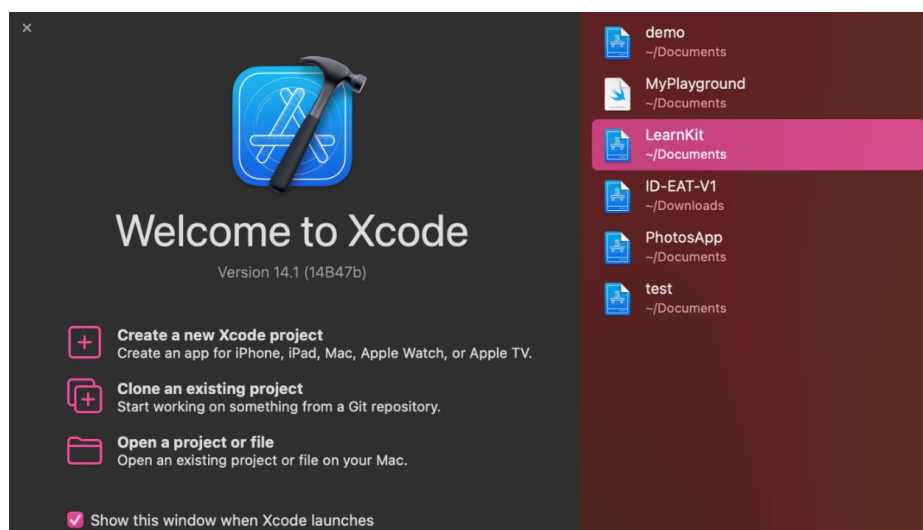 Welcome to Xcode
Version 14.1 (14B47b)
Create a new Xcode project
Create an app for iPhone, iPad, Mac, Apple Watch, or Apple TV.
Clone an existing project
Start working on something from a Git repository.
Open a project or file
Open an existing project or file on your Mac.
Show this window when Xcode launches
demo
~/Documents
MyPlayground
~/Documents
LearnKit
~/Documents
ID-EAT-V1
~/Downloads
PhotosApp
~/Documents
test
~/Documents